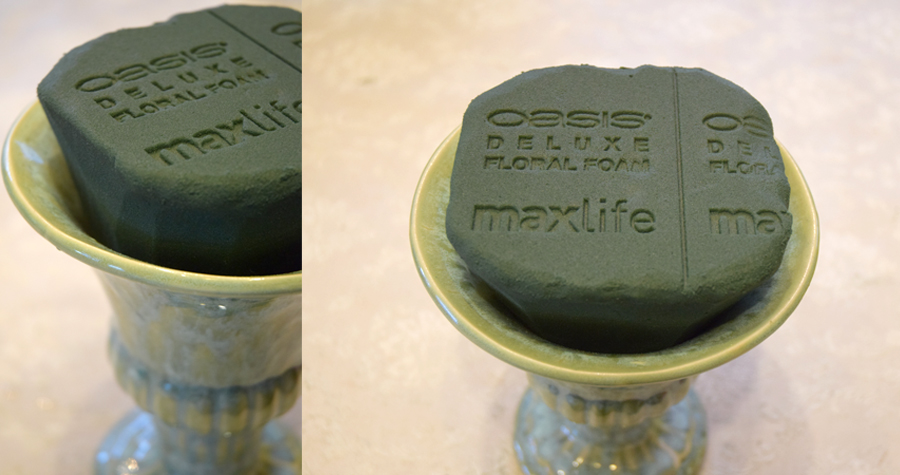 OASIS
DELUXE
FLORAL FOAM
maxlife
OASIS
DELUXE
FLORAL FOAM
maxlife